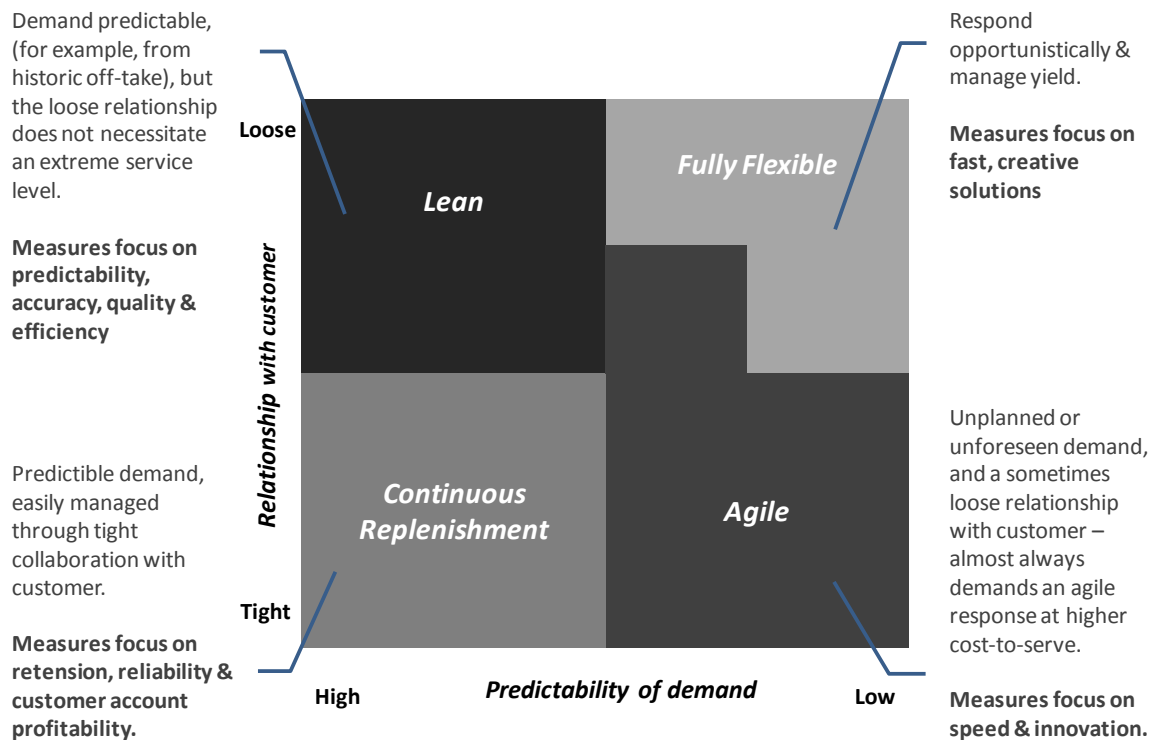 Demand predictable,
(for example, from
historic off-take), but
the loose relationship
does not necessitate
an extreme service
level.
Measures focus on
predictability,
accuracy, quality &
efficiency
Predictible demand,
easily managed
through tight
collaboration with
customer.
Measures focus on
retension, reliability &
customer account
profitability.
Loose
Relationship with customer
Tight
Lean
Fully Flexible
Continuous
Replenishment
Agile
High
Predictability of demand
Low
Respond
opportunistically &
manage yield.
Measures focus on
fast, creative
solutions
Unplanned or
unforeseen demand,
and a sometimes
loose relationship
with customer –
almost always
demands an agile
response at higher
cost-to-serve.
Measures focus on
speed & innovation.